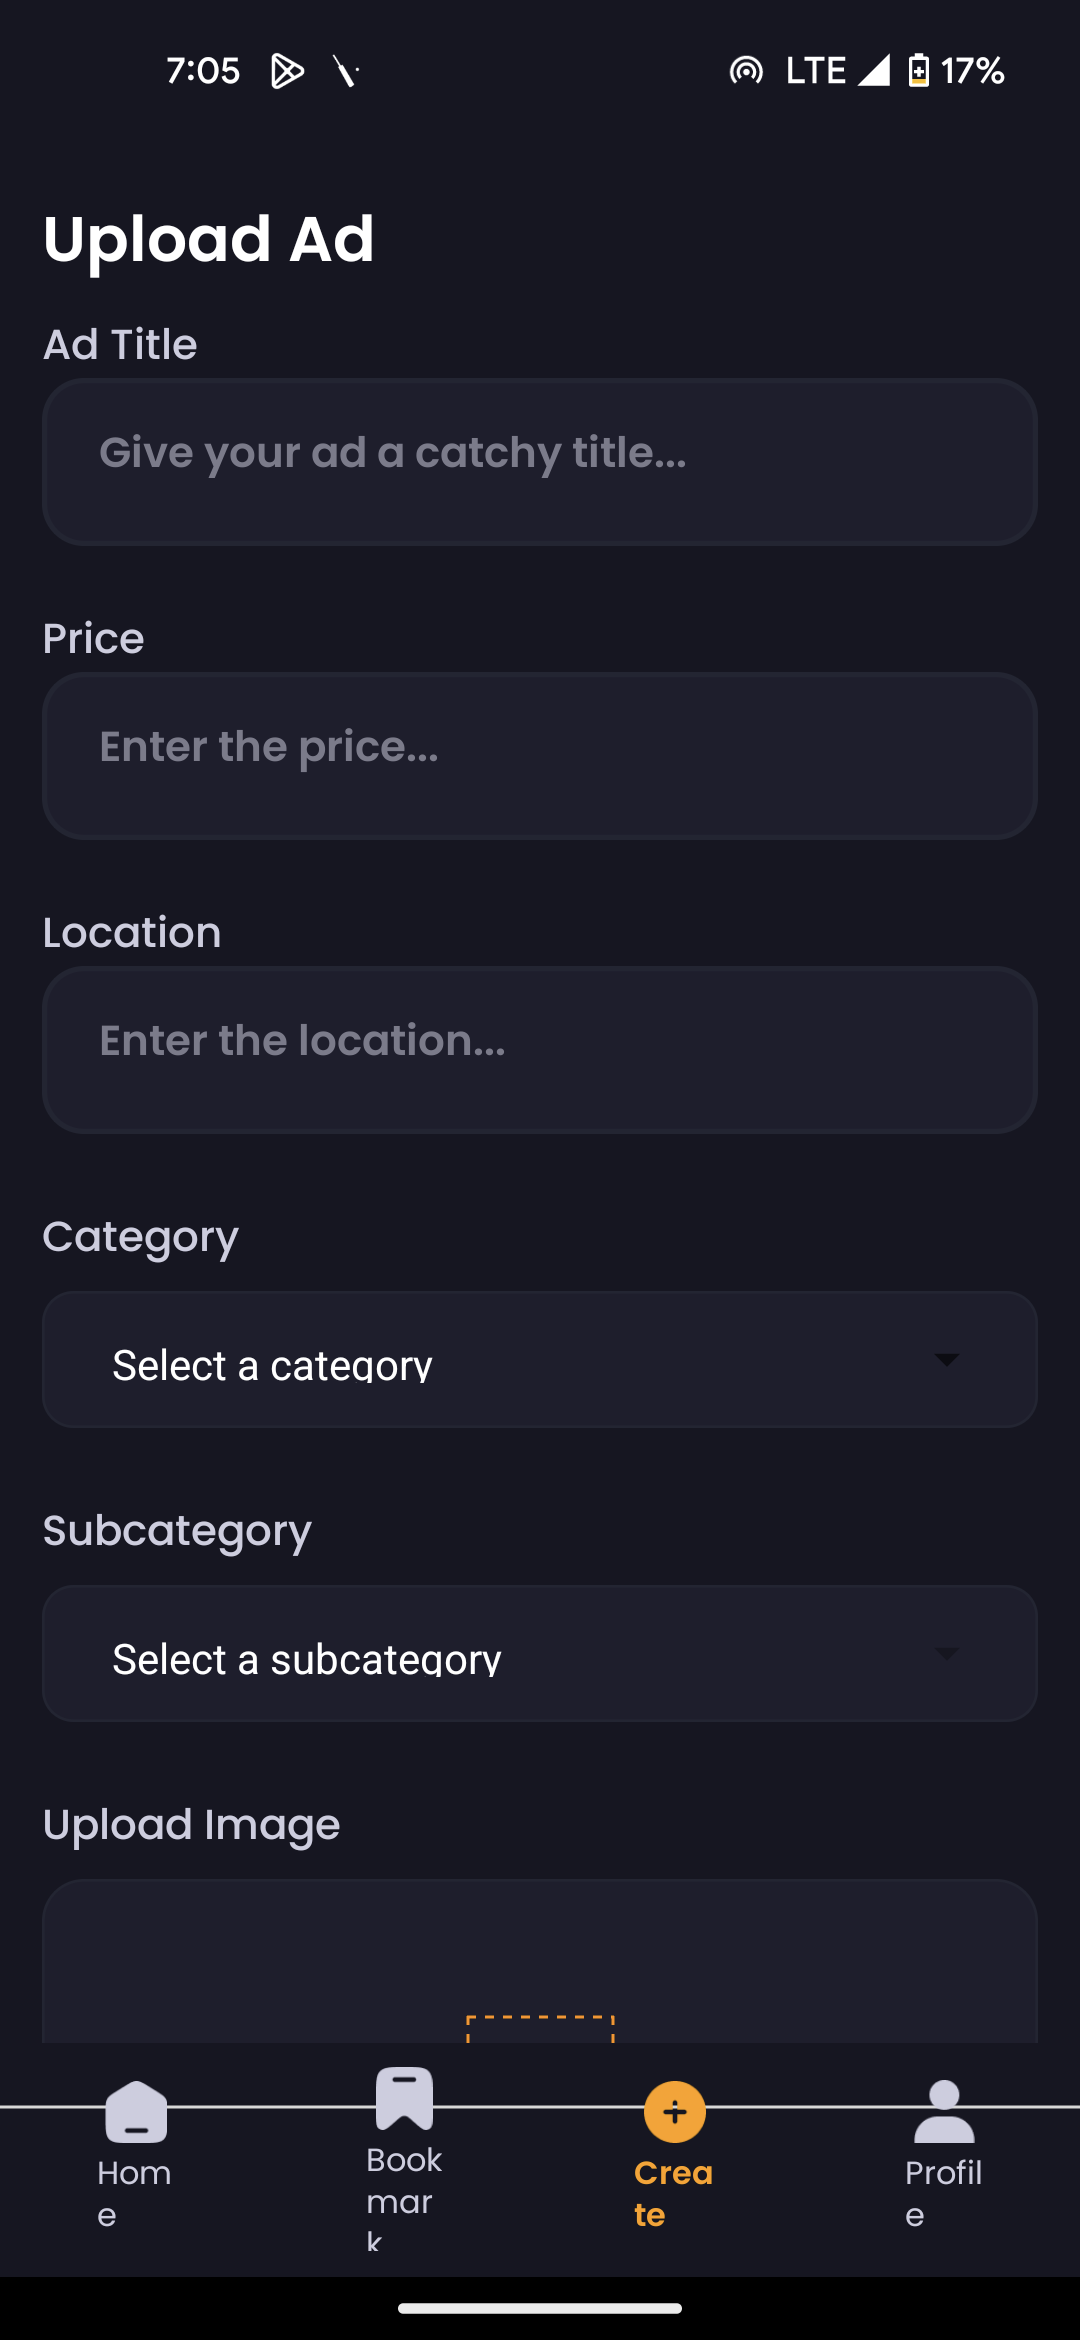 7:05 LTE 17%
Upload Ad
Ad Title
Give your ad a catchy title...
Price
Enter the price...
Location
Enter the location...
Category
Select a category
Subcategory
Select a subcategory
Upload Image
Hom
e
Book
mar
k
Crea
te
Profil
e